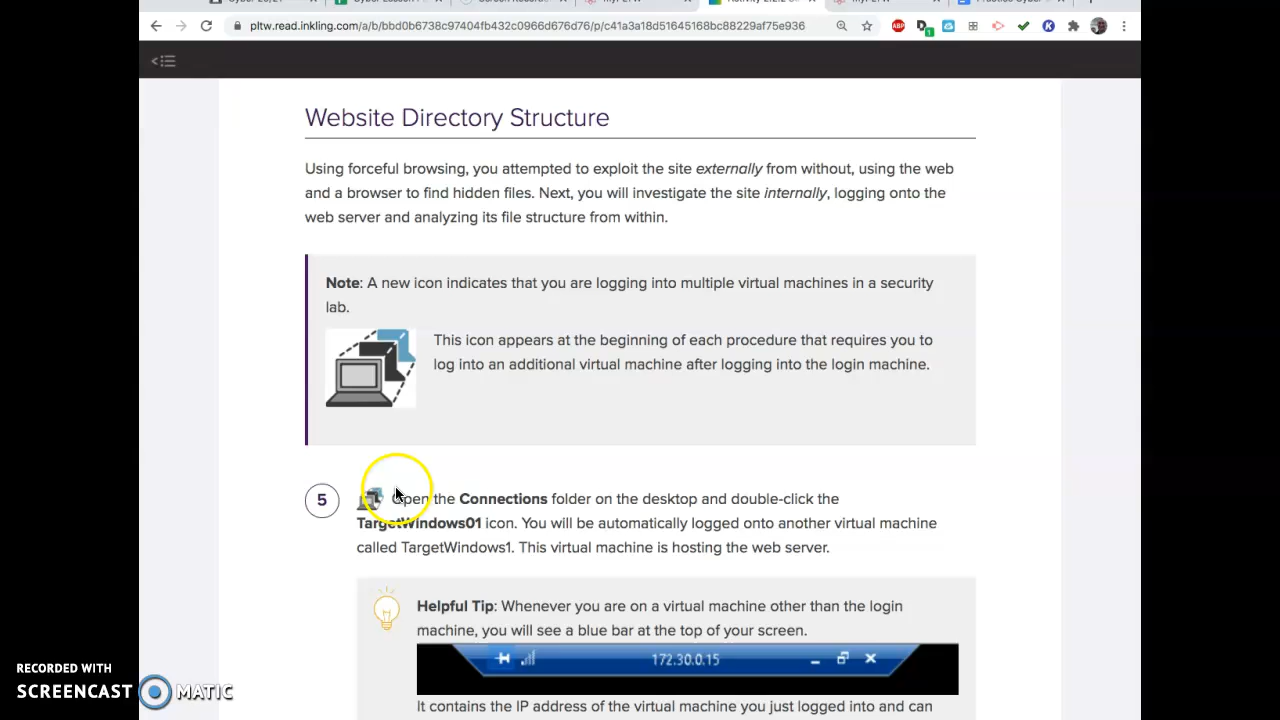 pltw.read.inkling.com/a/b/bbd0b6738c97404fb432c0966d676d76/p/c41a3a18d51645168bc88229af75e936
ABP
1
K
<
Website Directory Structure
Using forceful browsing, you attempted to exploit the site externally from without, using the web
and a browser to find hidden files. Next, you will investigate the site internally, logging onto the
web server and analyzing its file structure from within.
Note: A new icon indicates that you are logging into multiple virtual machines in a security
lab.
This icon appears at the beginning of each procedure that requires you to
log into an additional virtual machine after logging into the login machine.
5
Open the Connections folder on the desktop and double-click the
TargetWindows01 icon. You will be automatically logged onto another virtual machine
called TargetWindows1. This virtual machine is hosting the web server.
Helpful Tip: Whenever you are on a virtual machine other than the login
machine, you will see a blue bar at the top of your screen.
172.30.0.15
It contains the IP address of the virtual machine you just logged into and can
RECORDED WITH
SCREENCAST MATIC